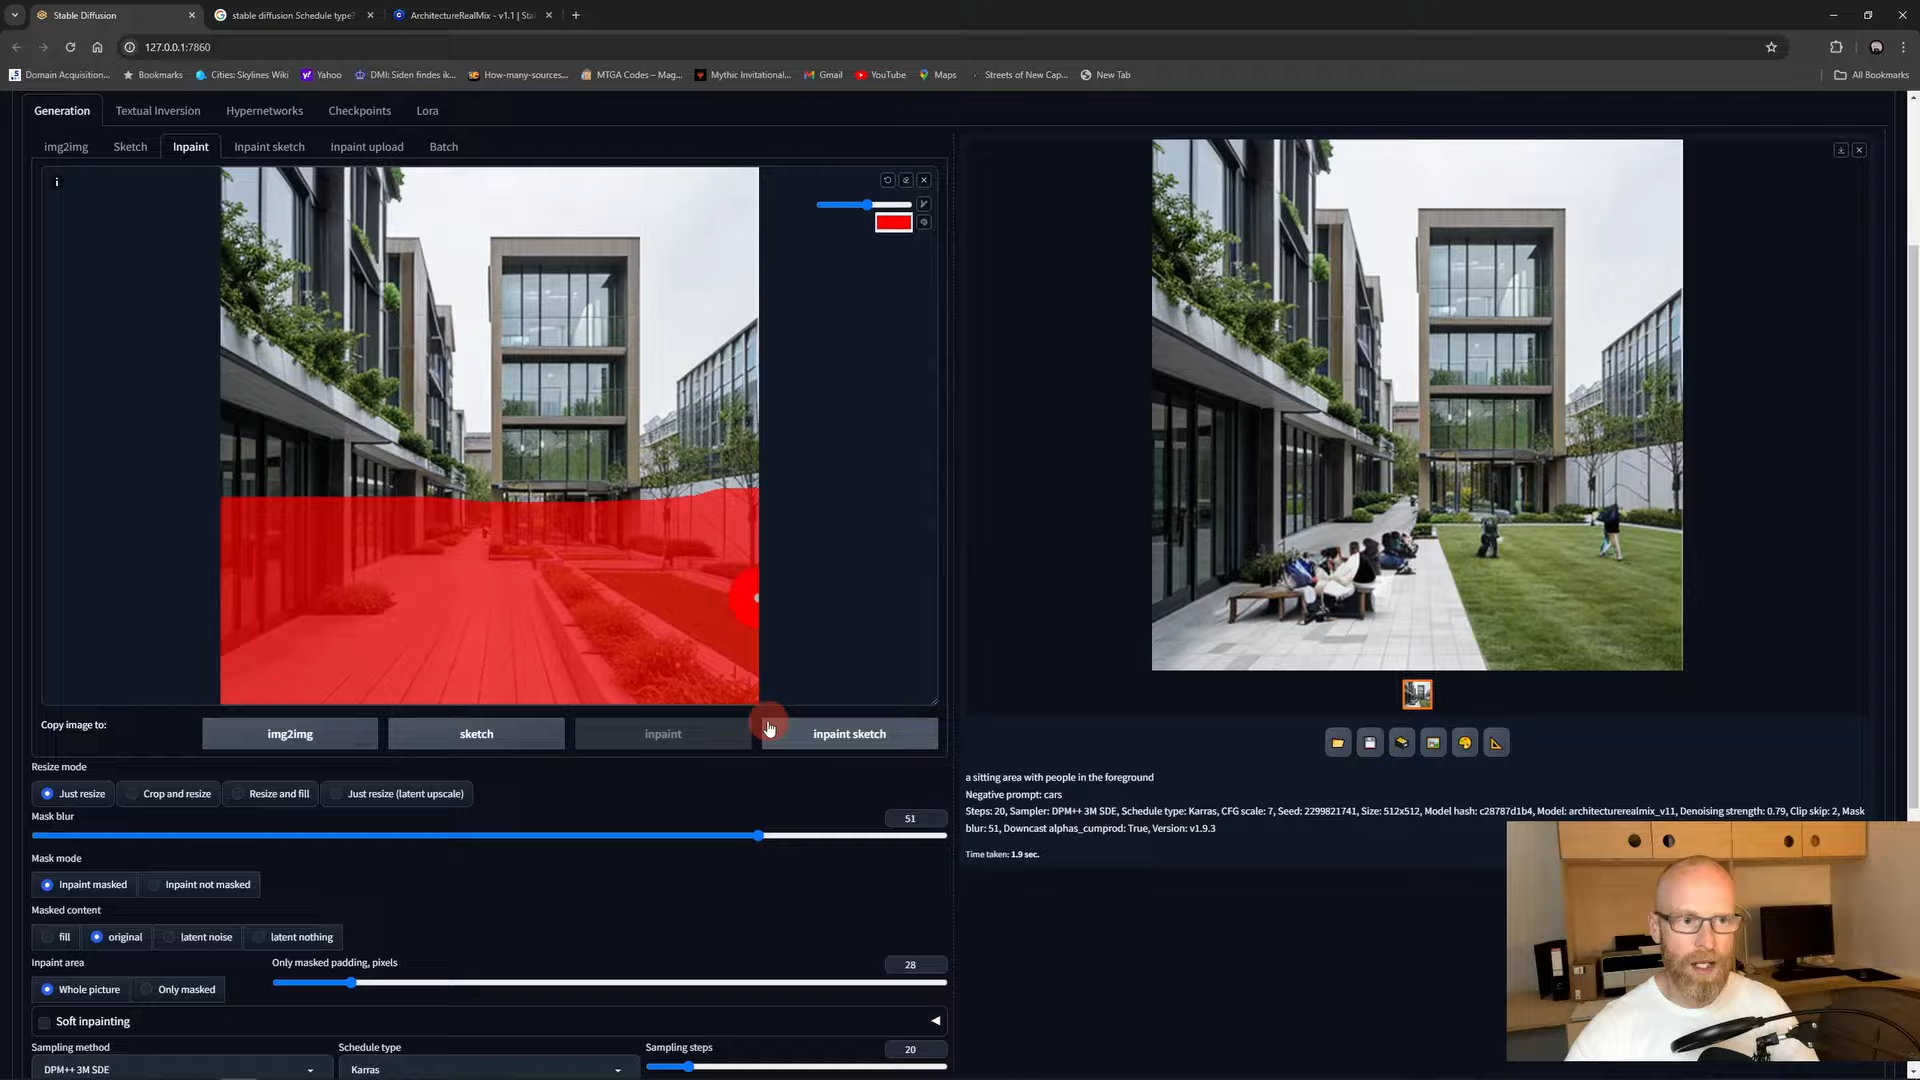 Stable Diffusion
stable diffusion Schedule type?
ArchitectureRealMix - v1.1 | Sta
127.0.0.1:7860
Domain Acquisition...
Bookmarks
Cities: Skylines Wiki
Yahoo
DMI: Siden findes ik...
How-many-sources...
MTGA Codes – Mag...
Mythic Invitational...
Gmail
YouTube
Maps
Streets of New Cap...
New Tab
All Bookmarks
Generation
Textual Inversion
Hypernetworks
Checkpoints
Lora
img2img
Sketch
Inpaint
Inpaint sketch
Inpaint upload
Batch
Copy image to:
img2img
sketch
inpaint
inpaint sketch
Resize mode
Just resize
Crop and resize
Resize and fill
Just resize (latent upscale)
Mask blur
51
Mask mode
Inpaint masked
Inpaint not masked
Masked content
fill
original
latent noise
latent nothing
Inpaint area
Whole picture
Only masked
Only masked padding, pixels
28
Soft inpainting
Sampling method
DPM++ 3M SDE
Schedule type
Karras
Sampling steps
20
a sitting area with people in the foreground
Negative prompt: cars
Steps: 20, Sampler: DPM++ 3M SDE, Schedule type: Karras, CFG scale: 7, Seed: 2299821741, Size: 512x512, Model hash: c28787d1b4, Model: architecturerealmix_v11, Denoising strength: 0.79, Clip skip: 2, Mask
blur: 51, Downcast alphas_cumprod: True, Version: v1.9.3
Time taken: 1.9 sec.